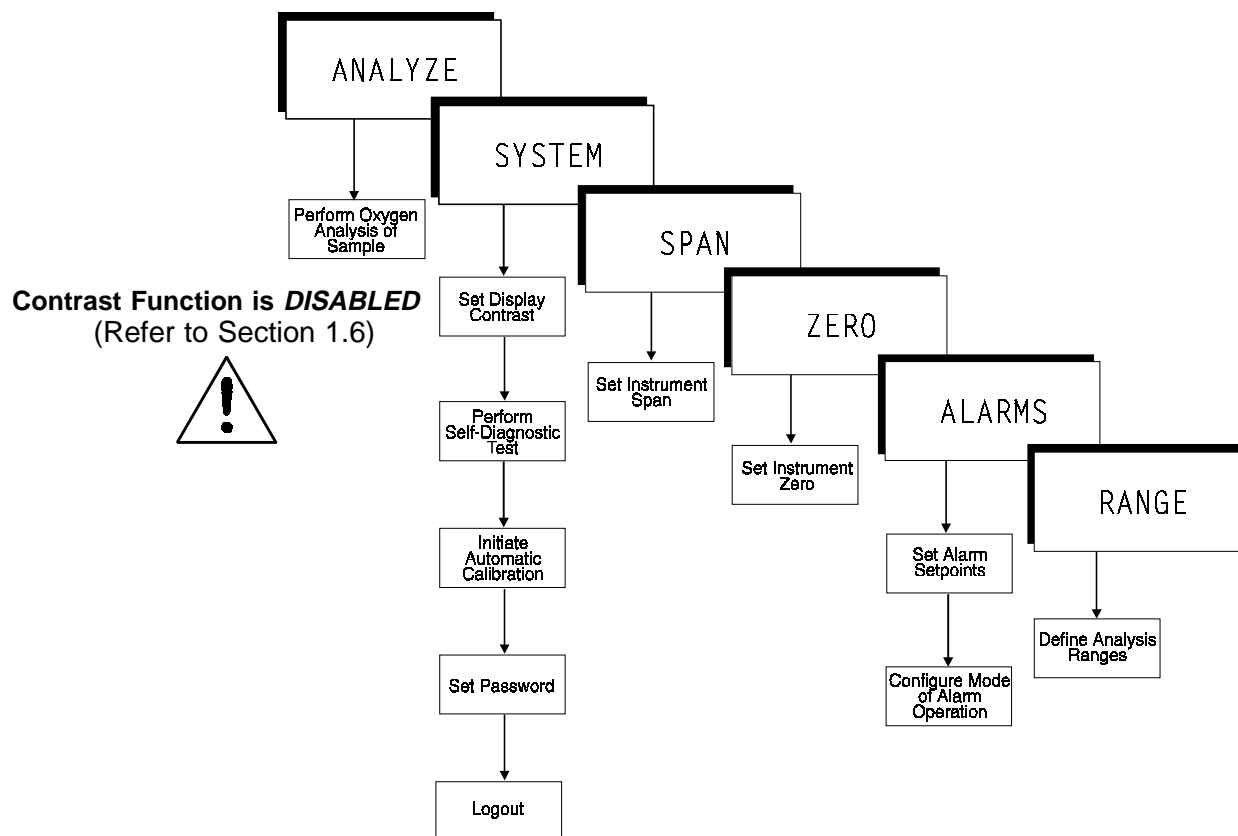 ANALYZE
SYSTEM
Perform Oxygen
Analysis of
Sample
SPAN
Contrast Function is DISABLED
(Refer to Section 1.6)
!
Set Display
Contrast
ZERO
Set Instrument
Span
ALARMS
Perform
Self-Diagnostic
Test
Set Instrument
Zero
RANGE
Initiate
Automatic
Calibration
Set Alarm
Setpoints
Define Analysis
Ranges
Set Password
Configure Mode
of Alarm
Operation
Logout